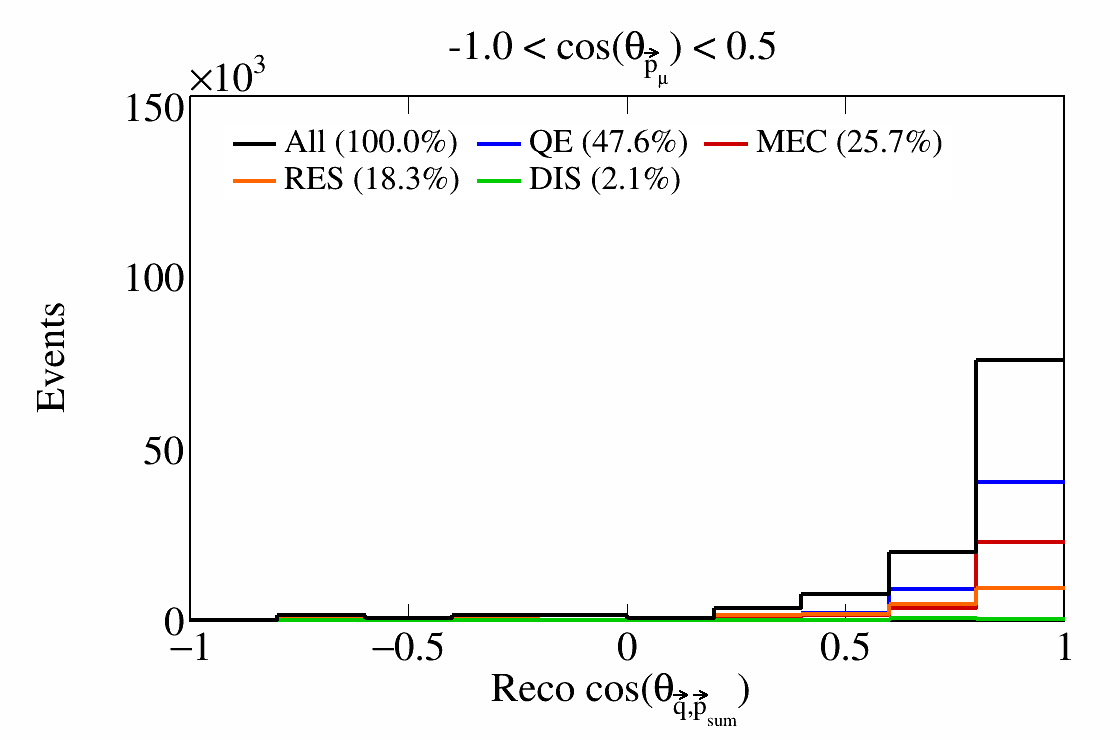 -1.0 < cos(θp⃗μ) < 0.5
×10³
150
All (100.0%) QE (47.6%) MEC (25.7%)
RES (18.3%) DIS (2.1%)
100
50
0
Events
−1 −0.5 0 0.5 1
Reco cos(θq⃗,p⃗sum)